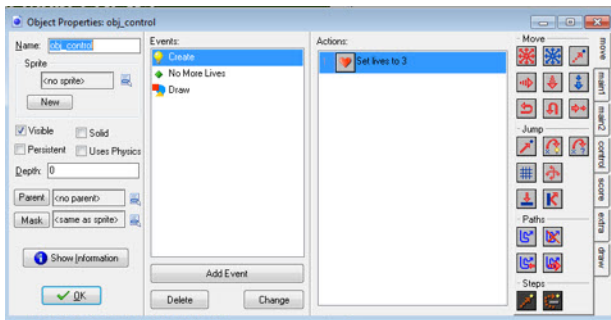 Object Properties: obj_control
Name: obj_control
Sprite
<no sprite>
New
Visible
Solid
Persistent
Uses Physics
Depth: 0
Parent
<no parent>
Mask
<same as sprite>
Show Information
OK
Events:
Create
No More Lives
Draw
Add Event
Delete
Change
Actions:
1
Set lives to 3
Move
Jump
Paths
Steps
move
main1
main2
control
score
extra
draw